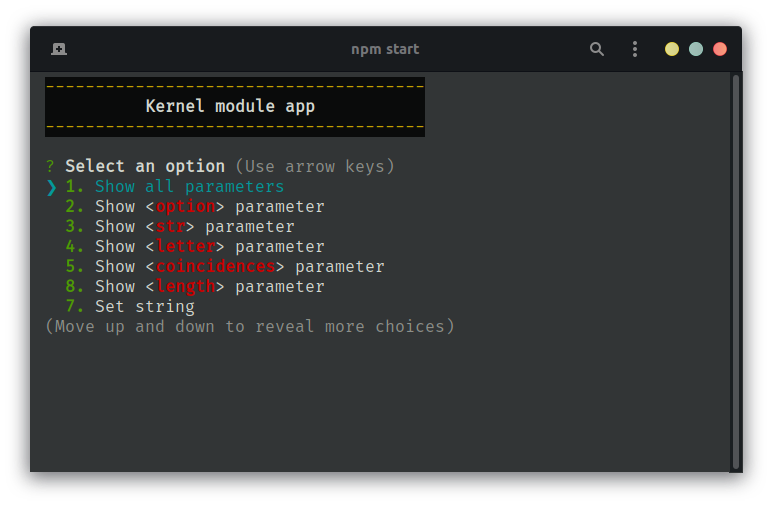 npm start
--------------------------------------
Kernel module app
--------------------------------------
? Select an option (Use arrow keys)
❯ 1. Show all parameters
2. Show <option> parameter
3. Show <str> parameter
4. Show <letter> parameter
5. Show <coincidences> parameter
8. Show <length> parameter
7. Set string
(Move up and down to reveal more choices)